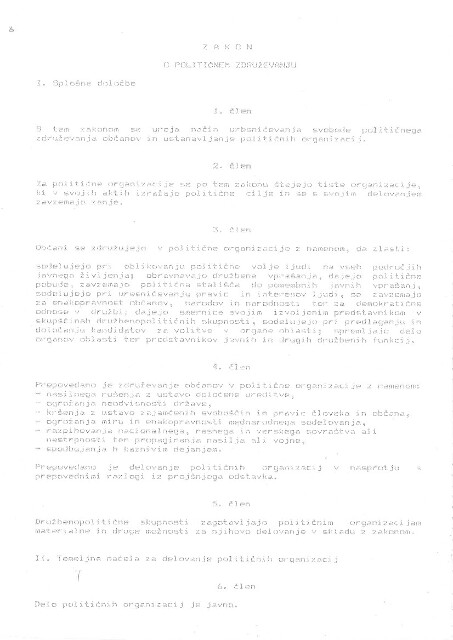 Z A K O N
O POLITIČNEM ZDRUŽEVANJU
I. Splošne določbe
1. člen
S tem zakonom se ureja način uresničevanja svobode političnega
združevanja občanov in ustanavljanje političnih organizacij.
2. člen
Za politične organizacije se po tem zakonu štejejo tiste organizacije,
ki v svojih aktih izražajo politične cilje in se s svojim delovanjem
zavzemajo zanje.
3. člen
Občani se združujejo v politične organizacije z namenom, da zlasti:
sodelujejo pri oblikovanju politične volje ljudi na vseh področjih
javnega življenja; obravnavajo družbena vprašanja, dajejo politične
pobude, zavzemajo politična stališča do posameznih javnih vprašanj,
sodelujejo pri uresničevanju pravic in interesov ljudi, se zavzemajo
za enakopravnost občanov, narodov in narodnosti ter za demokratične
odnose v družbi; dajejo smernice svojim izvoljenim predstavnikom v
skupščinah družbenopolitičnih skupnosti, sodelujejo pri predlaganju in
določanju kandidatov za volitve v organe oblasti; spremljajo delo
organov oblasti ter predstavnikov javnih in drugih družbenih funkcij.
4. člen
Prepovedano je združevanje občanov v politične organizacije z namenom:
- nasilnega rušenja z ustavo določene ureditve,
- ogrožanja neodvisnosti države,
- kršenja z ustavo zajamčenih svoboščin in pravic človeka in občana,
- ogrožanja miru in enakopravnosti mednarodnega sodelovanja,
- razpihovanja nacionalnega, rasnega in verskega sovraštva ali
nestrpnosti ter propagiranja nasilja ali vojne,
- spodbujanja h kaznivim dejanjem.
Prepovedano je delovanje političnih organizacij v nasprotju s
prepovednimi razlogi iz prejšnjega odstavka.
5. člen
Družbenopolitične skupnosti zagotavljajo političnim organizacijam
materialne in druge možnosti za njihovo delovanje v skladu z zakonom.
II. Temeljna načela za delovanje političnih organizacij
6. člen
Delo političnih organizacij je javno.